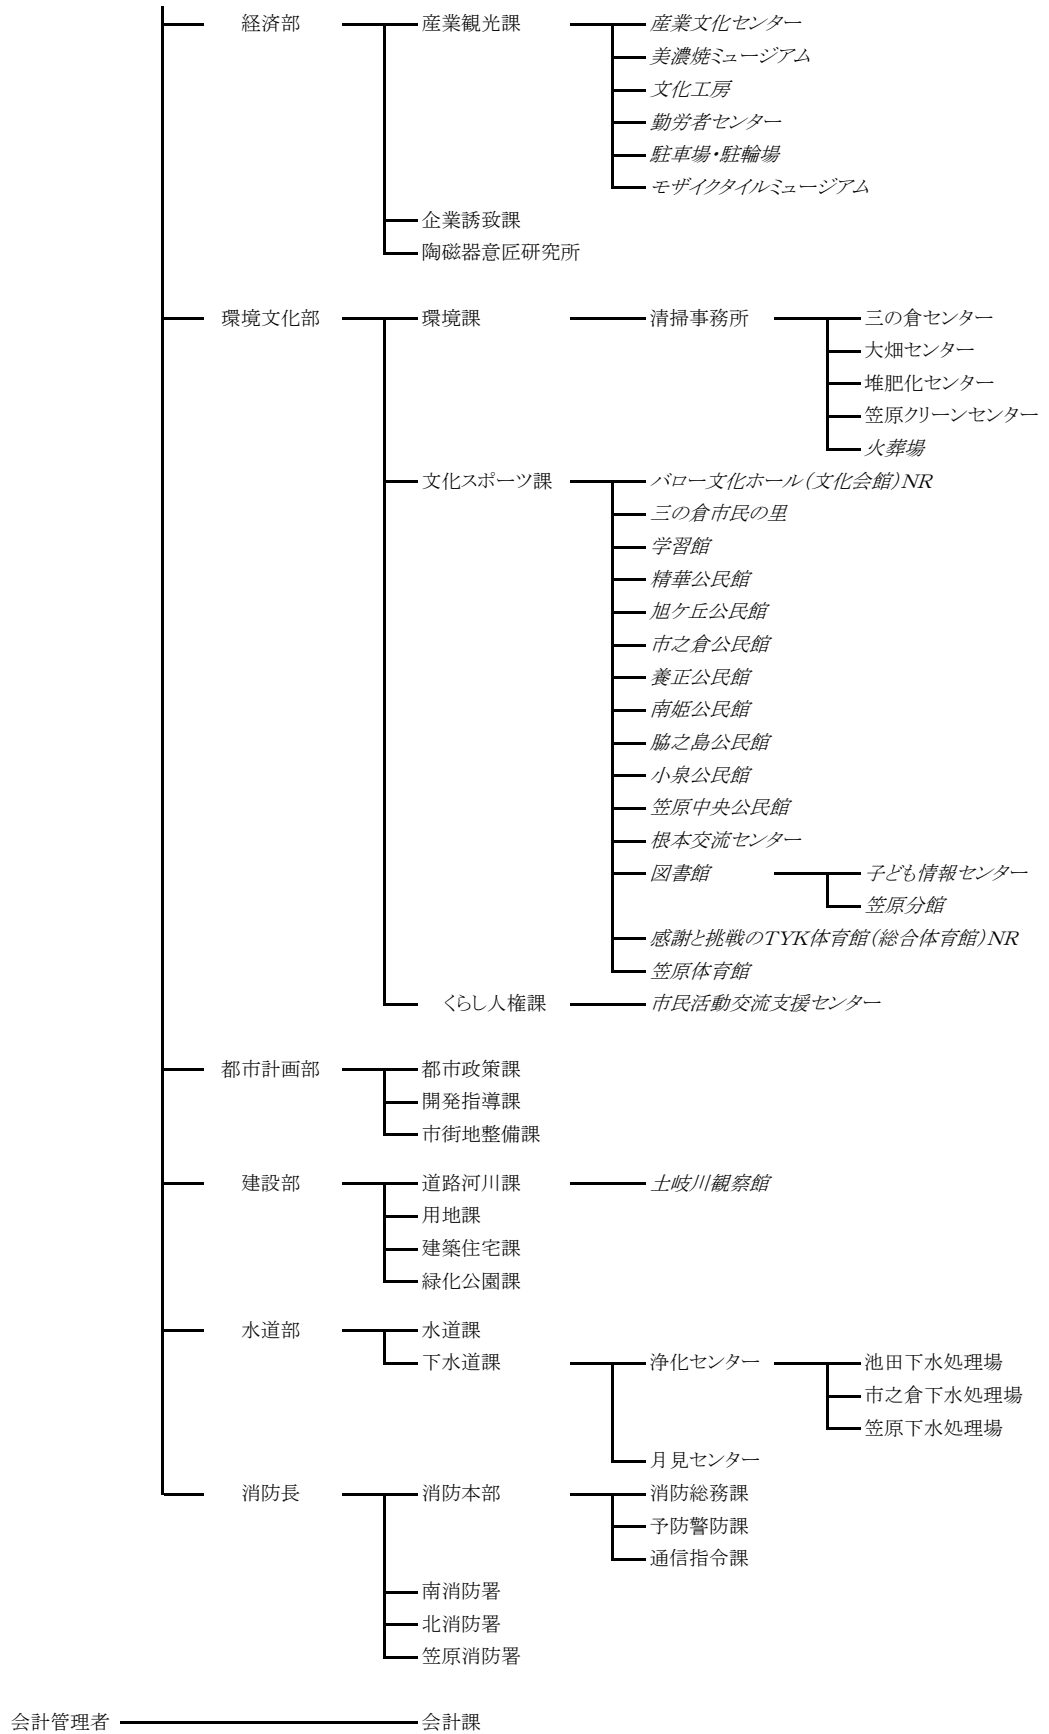 経済部 産業観光課 産業文化センター
美濃焼ミュージアム
文化工房
勤労者センター
駐車場・駐輪場
モザイクタイルミュージアム
企業誘致課
陶磁器意匠研究所
環境文化部 環境課 清掃事務所 三の倉センター
大畑センター
堆肥化センター
笠原クリーンセンター
火葬場
文化スポーツ課 バロー文化ホール(文化会館)NR
三の倉市民の里
学習館
精華公民館
旭ケ丘公民館
市之倉公民館
養正公民館
南姫公民館
脇之島公民館
小泉公民館
笠原中央公民館
根本交流センター
図書館 子ども情報センター
笠原分館
感謝と挑戦のTYK体育館(総合体育館)NR
笠原体育館
くらし人権課 市民活動交流支援センター
都市計画部 都市政策課
開発指導課
市街地整備課
建設部 道路河川課 土岐川観察館
用地課
建築住宅課
緑化公園課
水道部 水道課
下水道課 浄化センター 池田下水処理場
市之倉下水処理場
笠原下水処理場
月見センター
消防長 消防本部 消防総務課
予防警防課
通信指令課
南消防署
北消防署
笠原消防署
会計管理者 会計課